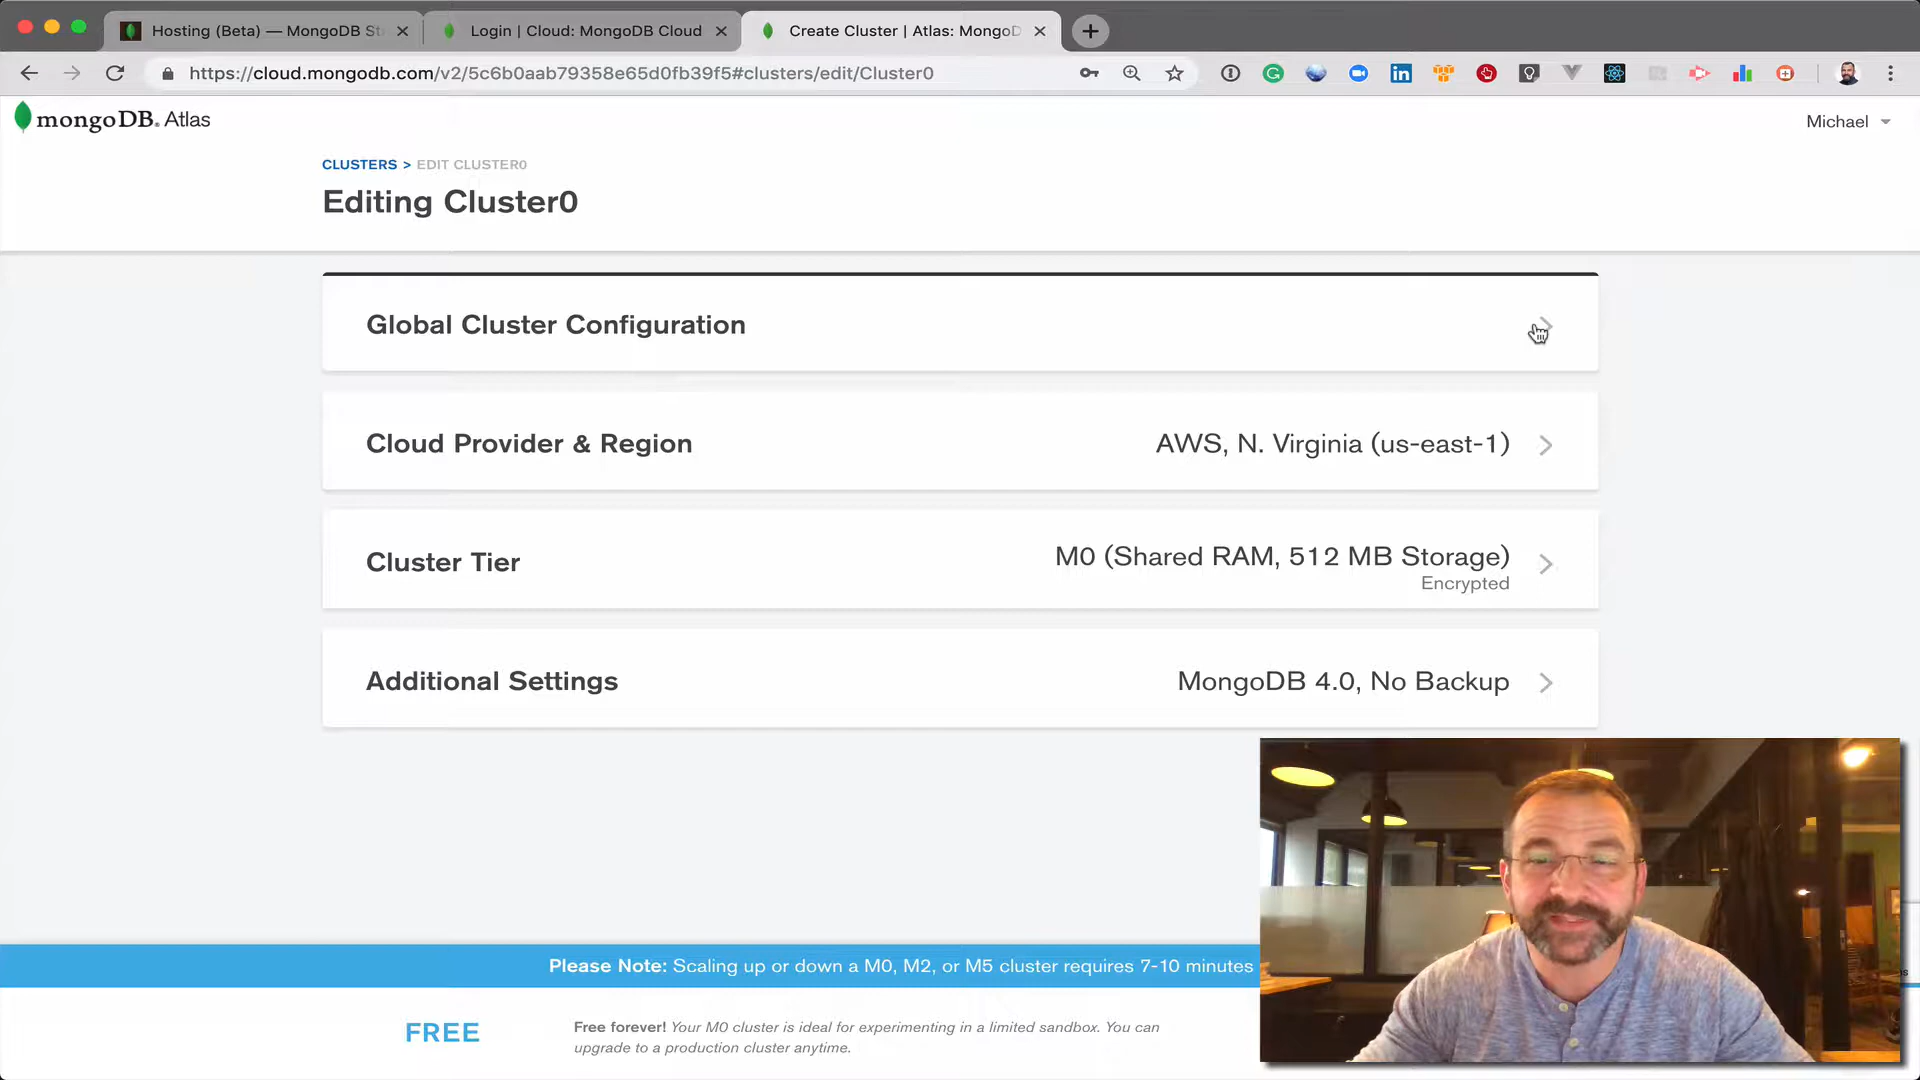 Hosting (Beta) — MongoDB St
Login | Cloud: MongoDB Cloud
Create Cluster | Atlas: MongoD
https://cloud.mongodb.com/v2/5c6b0aab79358e65d0fb39f5#clusters/edit/Cluster0
mongoDB. Atlas
Michael
CLUSTERS > EDIT CLUSTER0
Editing Cluster0
Global Cluster Configuration
Cloud Provider & Region
AWS, N. Virginia (us-east-1)
Cluster Tier
M0 (Shared RAM, 512 MB Storage)
Encrypted
Additional Settings
MongoDB 4.0, No Backup
Please Note: Scaling up or down a M0, M2, or M5 cluster requires 7-10 minutes
FREE
Free forever! Your M0 cluster is ideal for experimenting in a limited sandbox. You can
upgrade to a production cluster anytime.